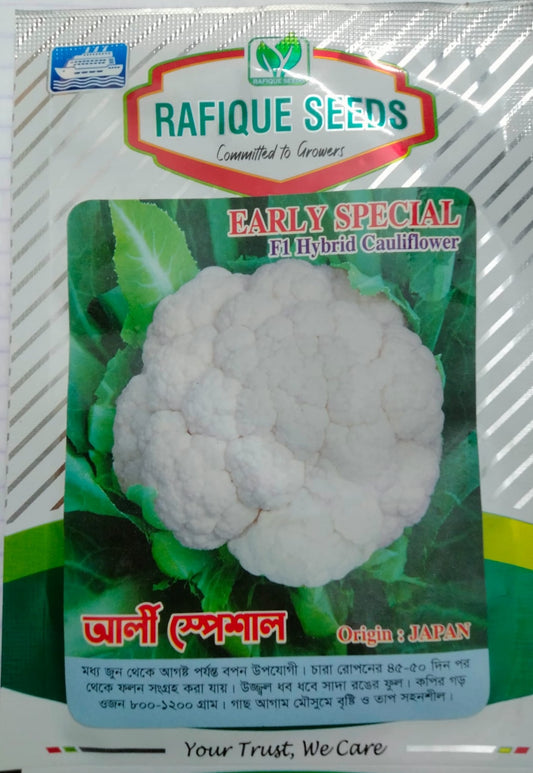 RAFIQUE SEEDS
RAFIQUE SEEDS
Committed to Growers
EARLY SPECIAL
F1 Hybrid Cauliflower
আর্লী স্পেশাল
Origin : JAPAN
মধ্য জুন থেকে আগষ্ট পর্যন্ত বপন উপযোগী। চারা রোপনের ৪৫-৫০ দিন পর
থেকে ফলন সংগ্রহ করা যায়। উজ্জ্বল ধব ধবে সাদা রঙের ফুল। কপির গড়
ওজন ৮০০-১২০০ গ্রাম। গাছ আগাম মৌসুমে বৃষ্টি ও তাপ সহনশীল।
Your Trust, We Care